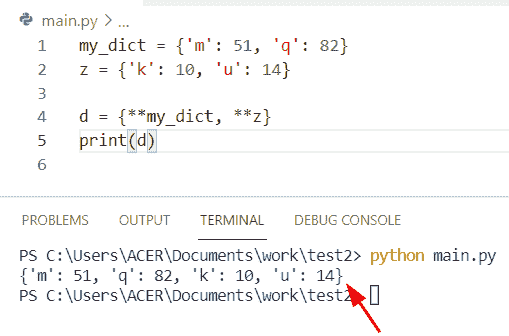 main.py > ...
1 my_dict = {'m': 51, 'q': 82}
2 z = {'k': 10, 'u': 14}
3
4 d = {**my_dict, **z}
5 print(d)
6
PROBLEMS OUTPUT TERMINAL DEBUG CONSOLE
PS C:\Users\ACER\Documents\work\test2> python main.py
{'m': 51, 'q': 82, 'k': 10, 'u': 14}
PS C:\Users\ACER\Documents\work\test2>